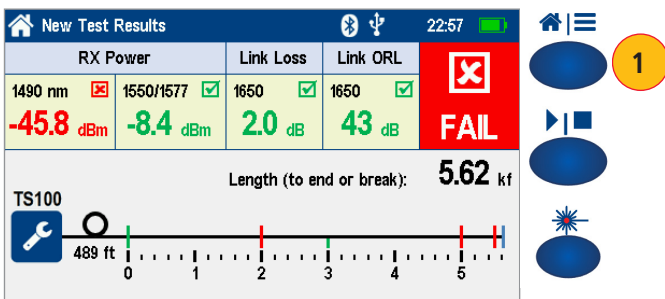 New Test Results 22:57
RX Power Link Loss Link ORL
1490 nm 1550/1577 1650 1650
-45.8 dBm -8.4 dBm 2.0 dB 43 dB FAIL
Length (to end or break): 5.62 kf
TS100
489 ft
0 1 2 3 4 5
1